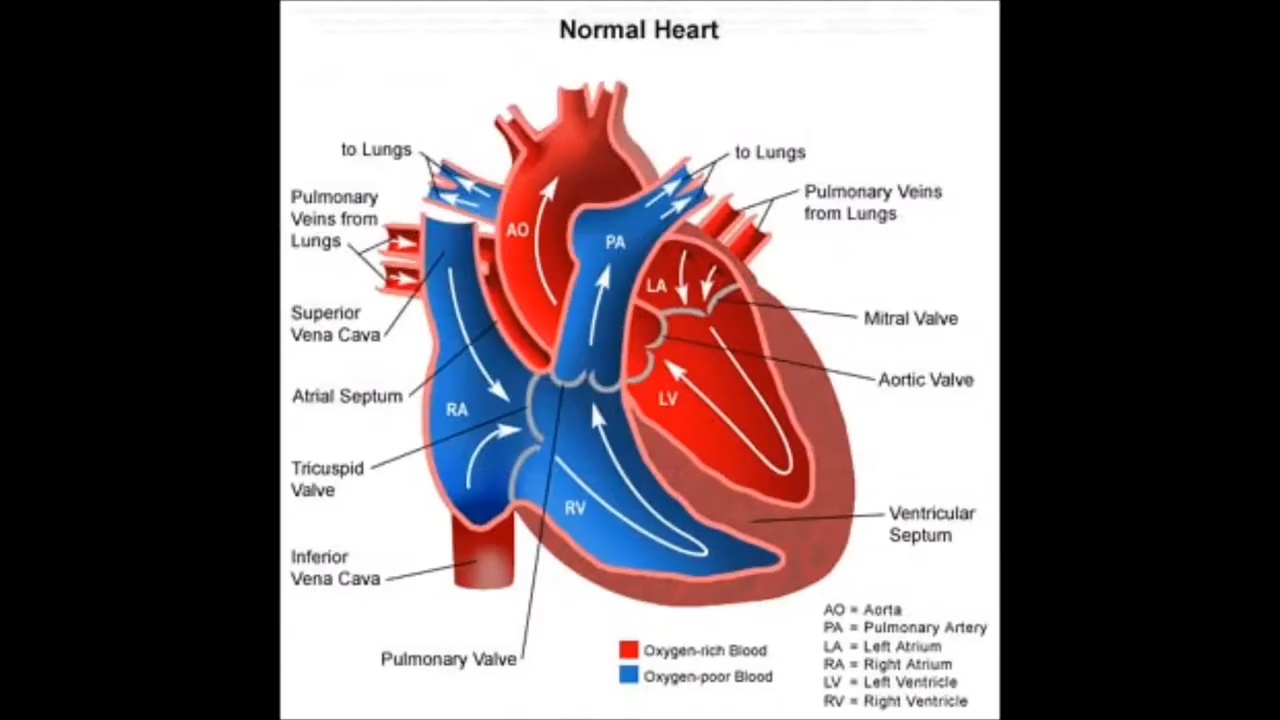 Normal Heart
to Lungs
to Lungs
Pulmonary
Veins from
Lungs
Pulmonary Veins
from Lungs
AO
PA
LA
Superior
Vena Cava
Mitral Valve
Aortic Valve
Atrial Septum
RA
LV
Tricuspid
Valve
RV
Ventricular
Septum
Inferior
Vena Cava
Pulmonary Valve
Oxygen-rich Blood
Oxygen-poor Blood
AO = Aorta
PA = Pulmonary Artery
LA = Left Atrium
RA = Right Atrium
LV = Left Ventricle
RV = Right Ventricle